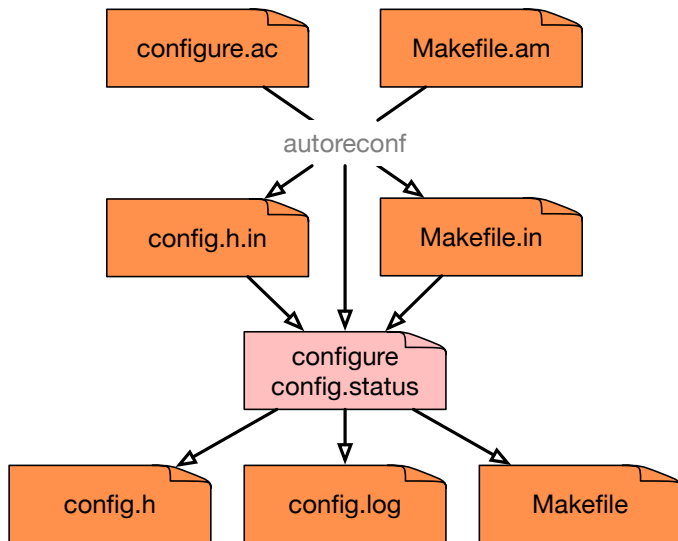 configure.ac
Makefile.am
autoreconf
config.h.in
Makefile.in
configure
config.status
config.h
config.log
Makefile